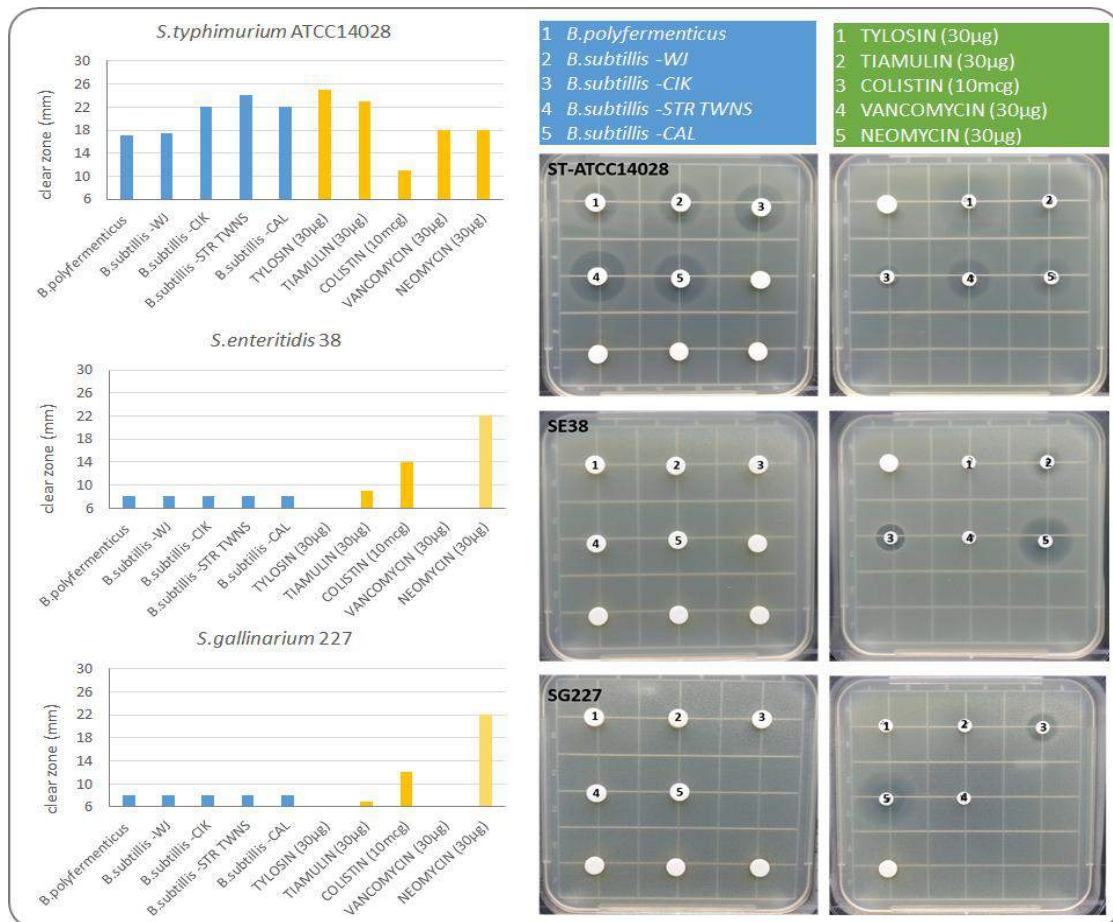 S.typhimurium ATCC14028
clear zone (mm)
30
26
22
18
14
10
6
B.polyfermenticus
B.subtillis -WJ
B.subtillis -CIK
B.subtillis -STR TWNS
B.subtillis -CAL
TYLOSIN (30µg)
TIAMULIN (30µg)
COLISTIN (10mcg)
VANCOMYCIN (30µg)
NEOMYCIN (30µg)
S.enteritidis 38
clear zone (mm)
30
26
22
18
14
10
6
B.polyfermenticus
B.subtillis -WJ
B.subtillis -CIK
B.subtillis -STR TWNS
B.subtillis -CAL
TYLOSIN (30µg)
TIAMULIN (30µg)
COLISTIN (10mcg)
VANCOMYCIN (30µg)
NEOMYCIN (30µg)
S.gallinarium 227
clear zone (mm)
30
26
22
18
14
10
6
B.polyfermenticus
B.subtillis -WJ
B.subtillis -CIK
B.subtillis -STR TWNS
B.subtillis -CAL
TYLOSIN (30µg)
TIAMULIN (30µg)
COLISTIN (10mcg)
VANCOMYCIN (30µg)
NEOMYCIN (30µg)
1 B.polyfermenticus
2 B.subtillis -WJ
3 B.subtillis -CIK
4 B.subtillis -STR TWNS
5 B.subtillis -CAL
1 TYLOSIN (30µg)
2 TIAMULIN (30µg)
3 COLISTIN (10mcg)
4 VANCOMYCIN (30µg)
5 NEOMYCIN (30µg)
ST-ATCC14028
1 2 3
4 5
1 2
3 4 5
SE38
1 2 3
4 5
1 2
3 4 5
SG227
1 2 3
4 5
1 2 3
5 4